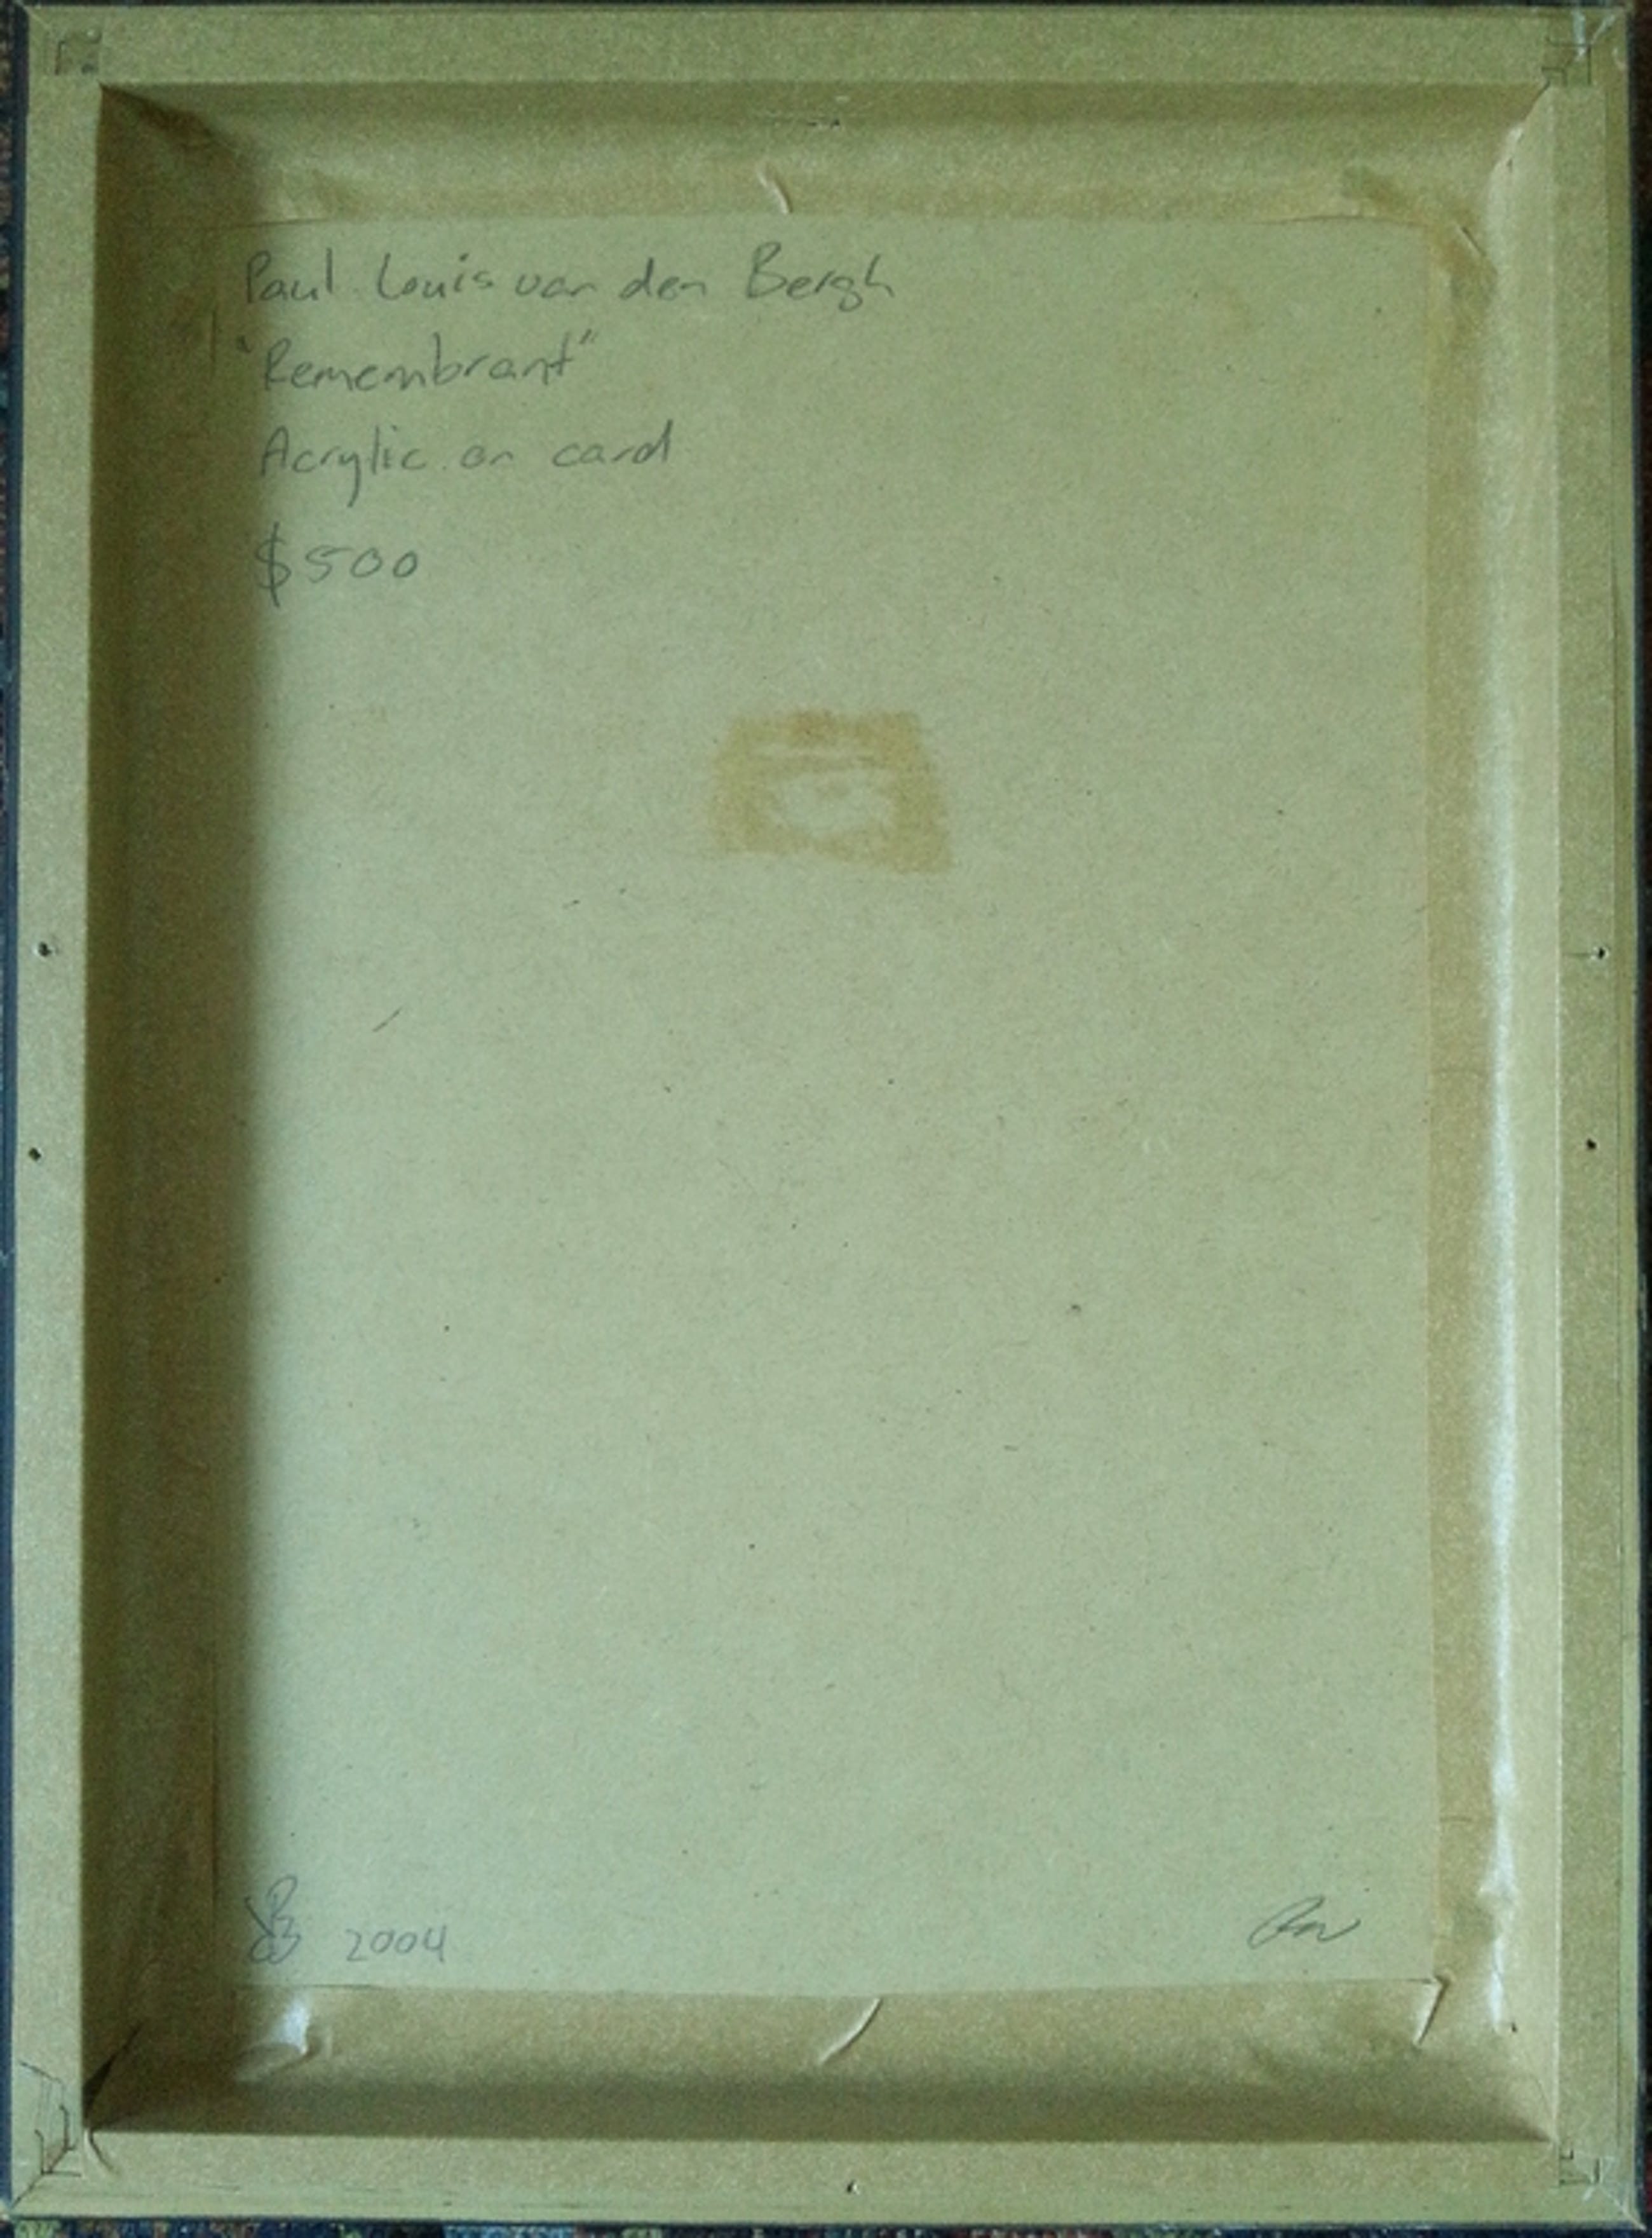 Paul Louis van den Bergh
"Remembrant"
Acrylic on card
$500
2004